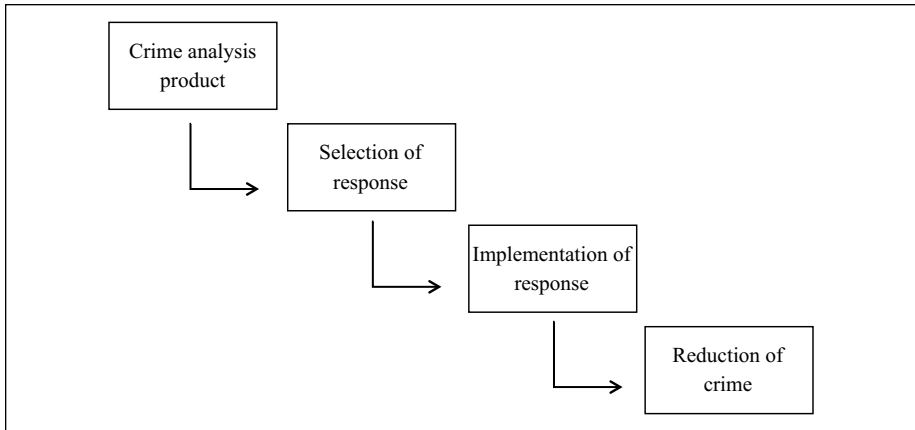 Crime analysis
product
Selection of
response
Implementation of
response
Reduction of
crime